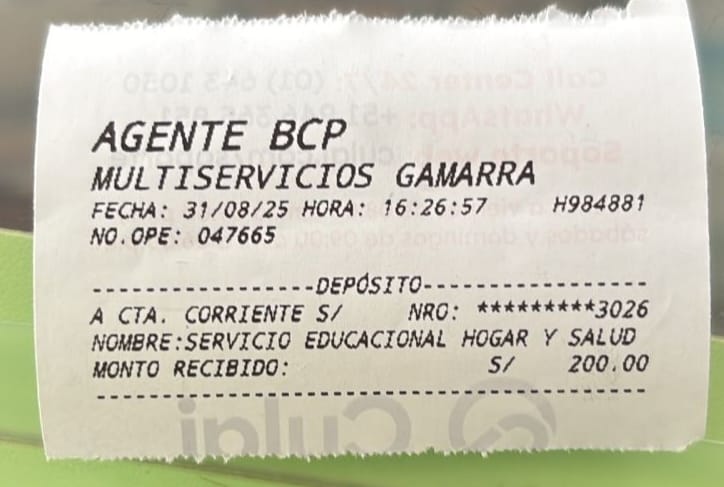 AGENTE BCP
MULTISERVICIOS GAMARRA
FECHA: 31/08/25 HORA: 16:26:57 H984881
NO.OPE: 047665
------------------DEPÓSITO------------------
A CTA. CORRIENTE S/ NRO: *********3026
NOMBRE:SERVICIO EDUCACIONAL HOGAR Y SALUD
MONTO RECIBIDO: S/ 200.00
--------------------------------------------
Culqi